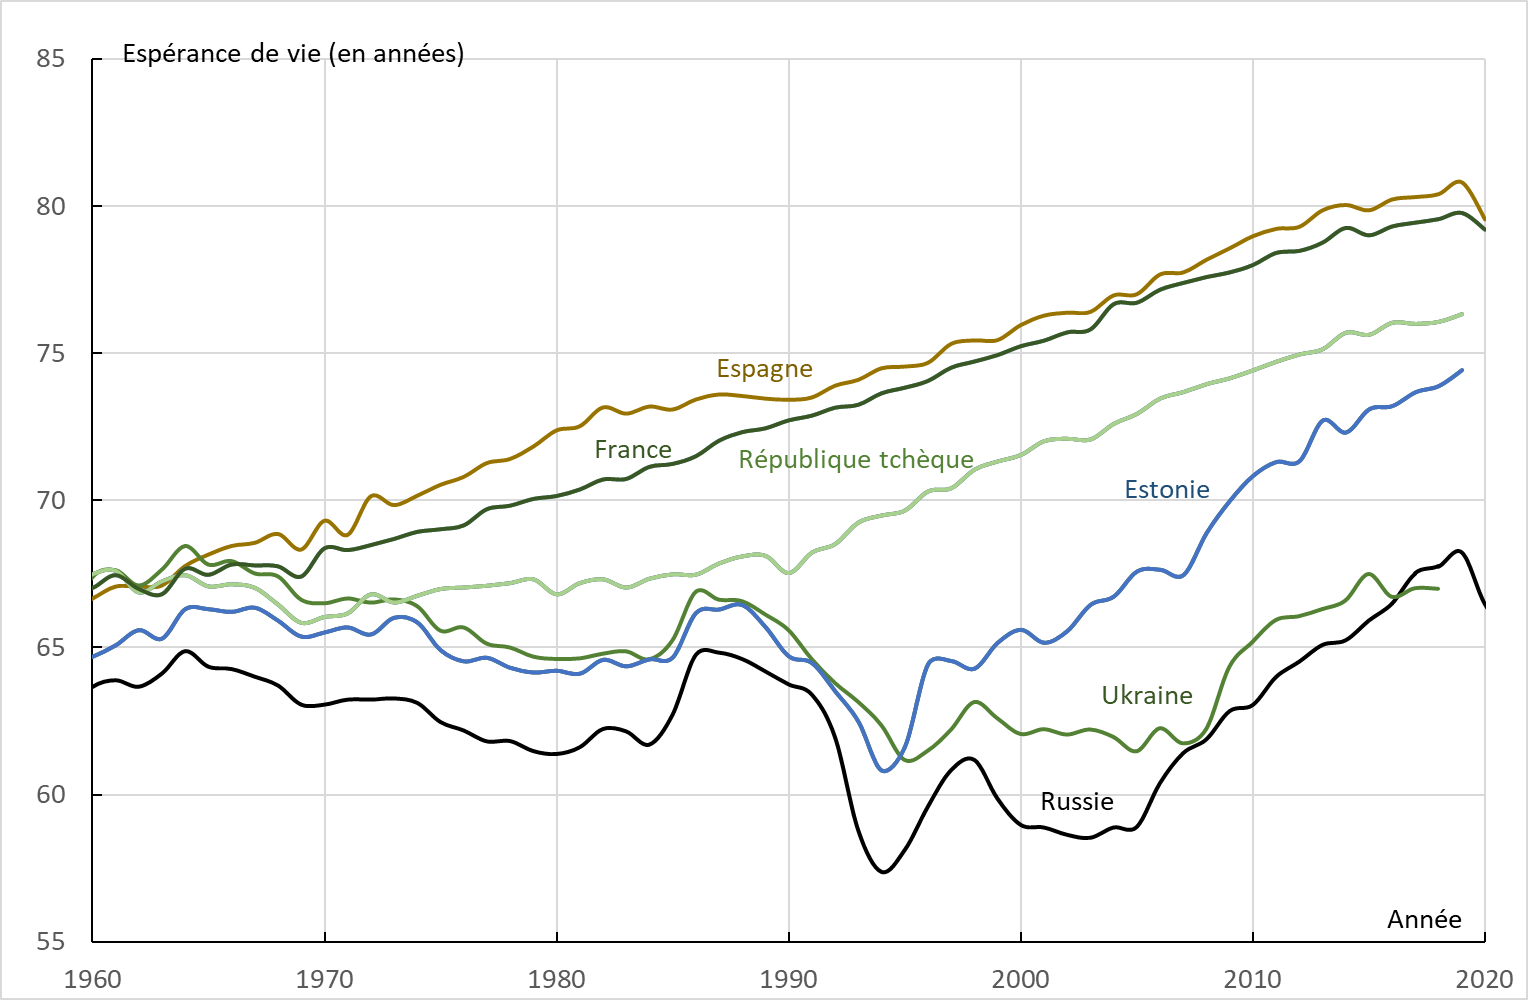 Espérance de vie (en années)
85
80
75
70
65
60
55
Espagne
France
République tchèque
Estonie
Ukraine
Russie
Année
1960 1970 1980 1990 2000 2010 2020